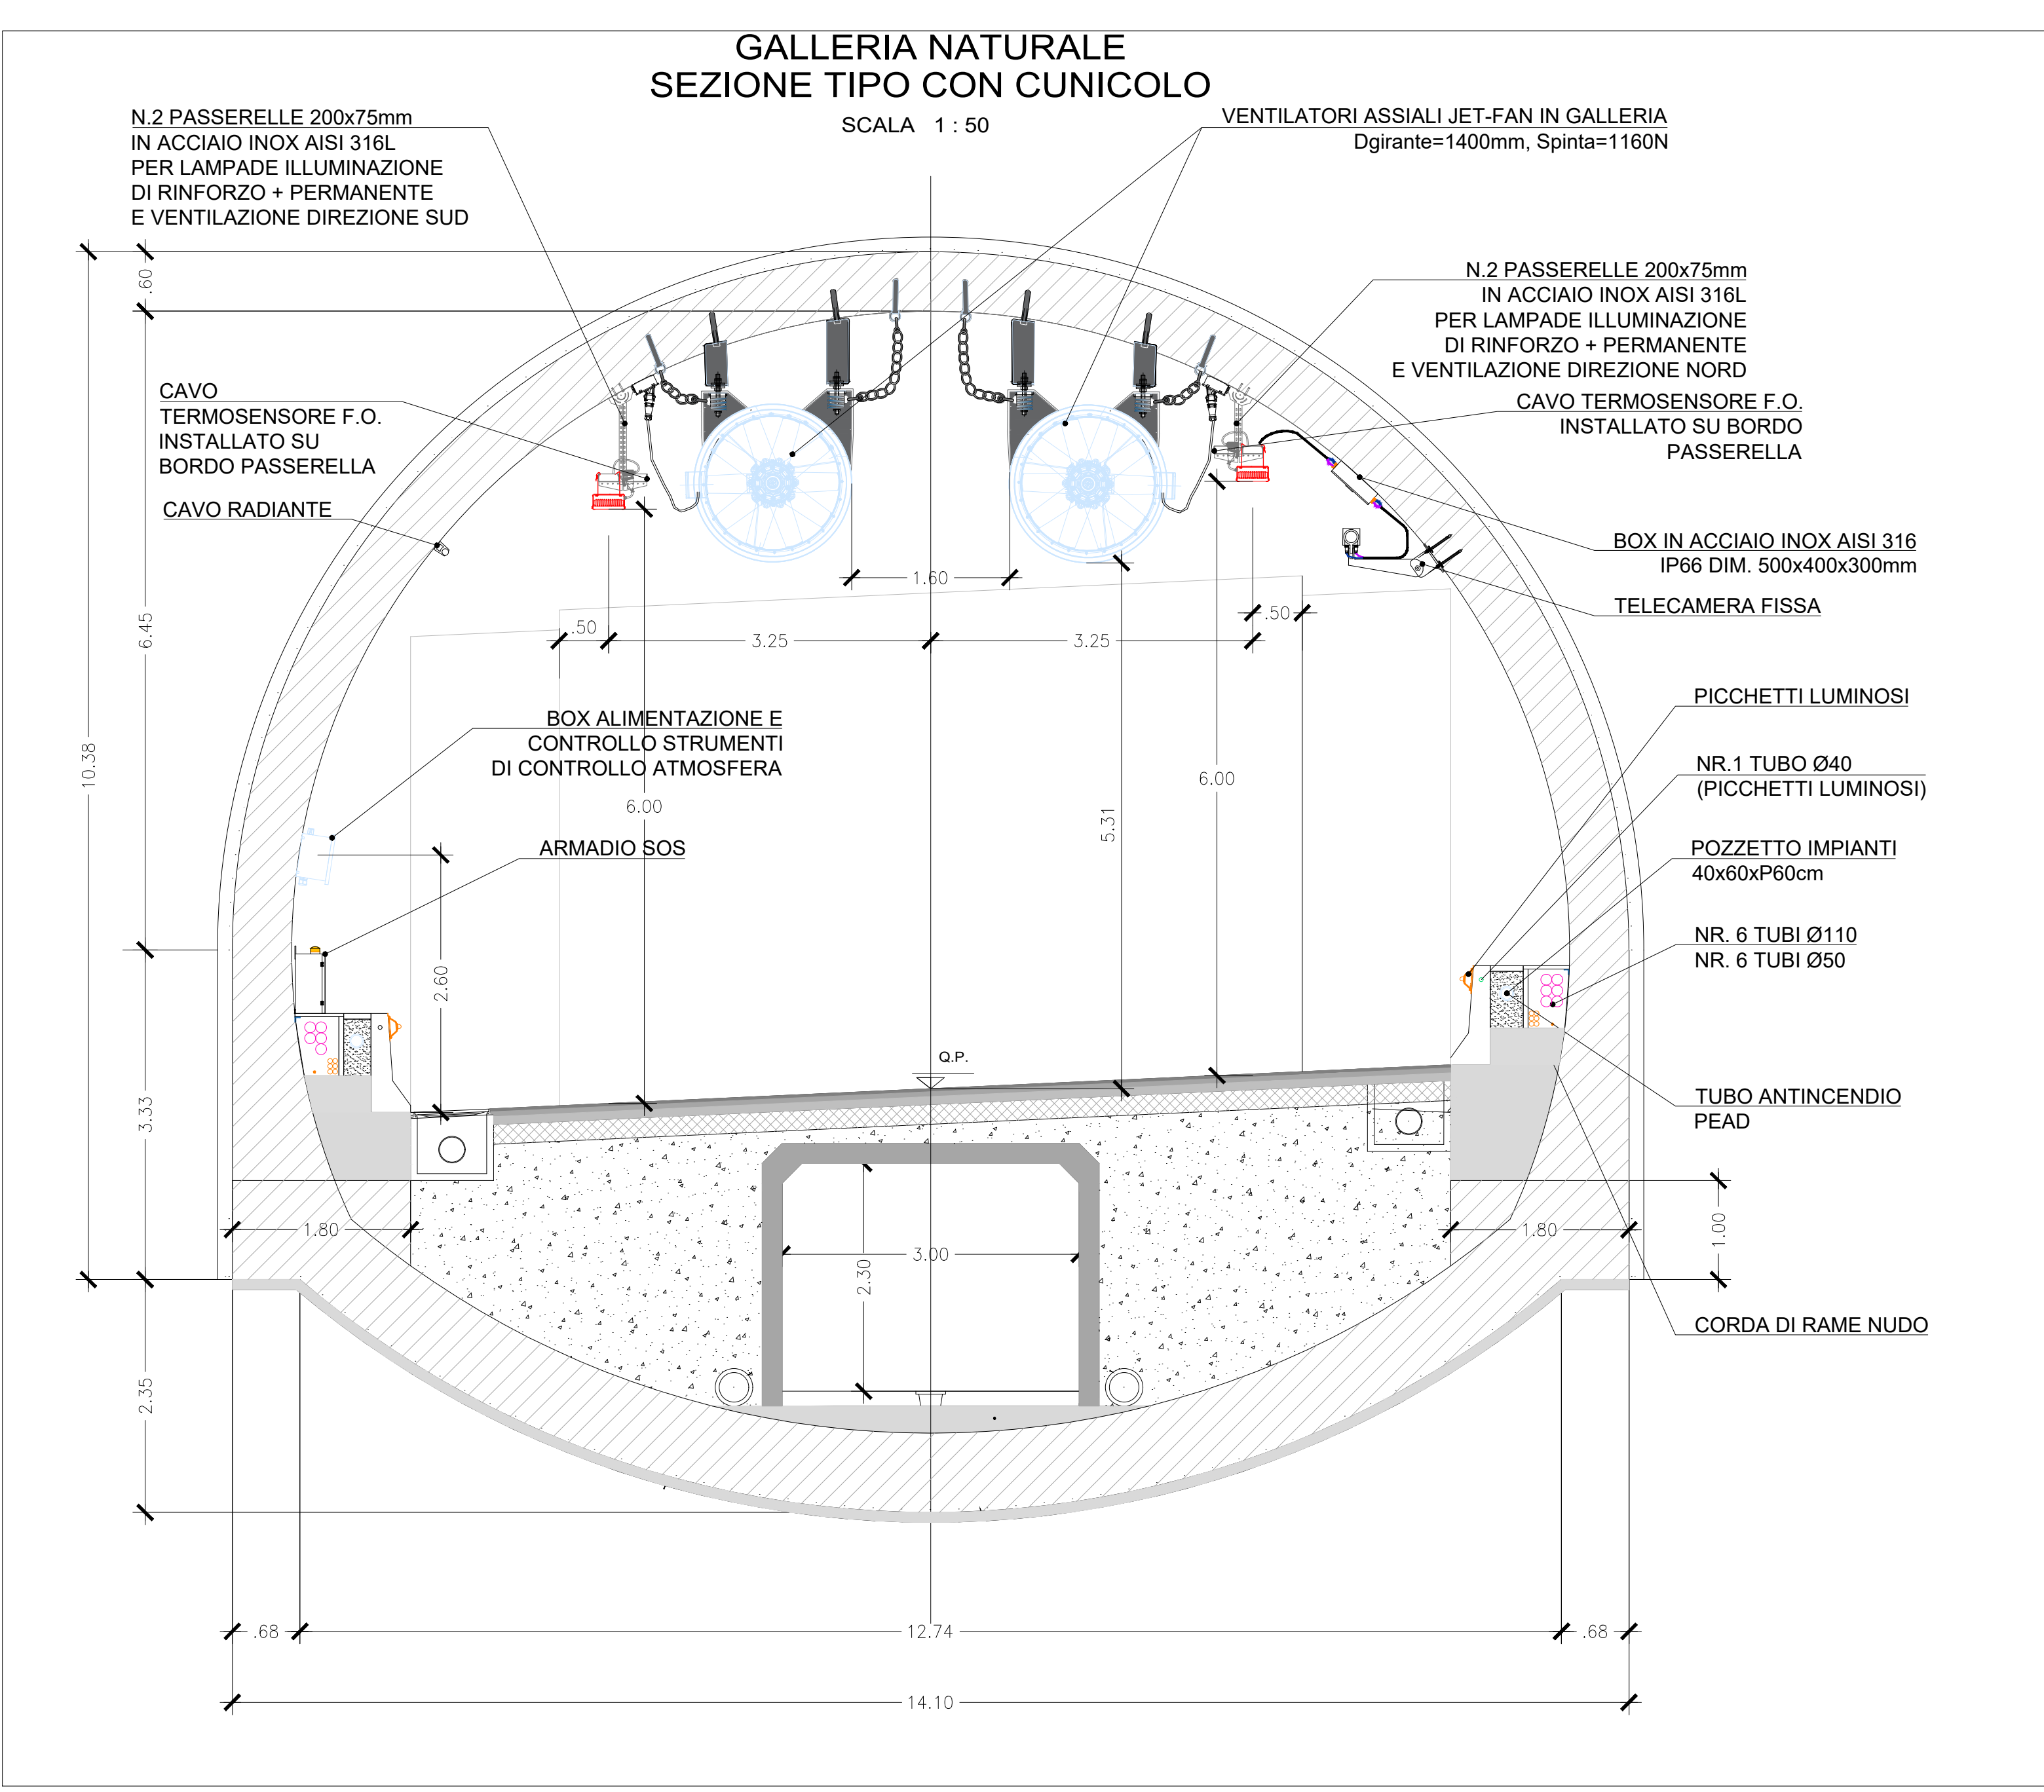 GALLERIA NATURALE
SEZIONE TIPO CON CUNICOLO
SCALA 1 : 50
N.2 PASSERELLE 200x75mm
IN ACCIAIO INOX AISI 316L
PER LAMPADE ILLUMINAZIONE
DI RINFORZO + PERMANENTE
E VENTILAZIONE DIREZIONE SUD
VENTILATORI ASSIALI JET-FAN IN GALLERIA
Dgirante=1400mm, Spinta=1160N
N.2 PASSERELLE 200x75mm
IN ACCIAIO INOX AISI 316L
PER LAMPADE ILLUMINAZIONE
DI RINFORZO + PERMANENTE
E VENTILAZIONE DIREZIONE NORD
CAVO TERMOSENSORE F.O.
INSTALLATO SU BORDO
PASSERELLA
CAVO
TERMOSENSORE F.O.
INSTALLATO SU
BORDO PASSERELLA
CAVO RADIANTE
BOX IN ACCIAIO INOX AISI 316
IP66 DIM. 500x400x300mm
TELECAMERA FISSA
.60
6.45
10.38
3.33
2.35
1.60
.50
3.25
3.25
.50
BOX ALIMENTAZIONE E
CONTROLLO STRUMENTI
DI CONTROLLO ATMOSFERA
6.00
5.31
6.00
ARMADIO SOS
2.60
PICCHETTI LUMINOSI
NR.1 TUBO Ø40
(PICCHETTI LUMINOSI)
POZZETTO IMPIANTI
40x60xP60cm
NR. 6 TUBI Ø110
NR. 6 TUBI Ø50
Q.P.
TUBO ANTINCENDIO
PEAD
1.80
3.00
2.30
1.80
1.00
CORDA DI RAME NUDO
.68
12.74
.68
14.10